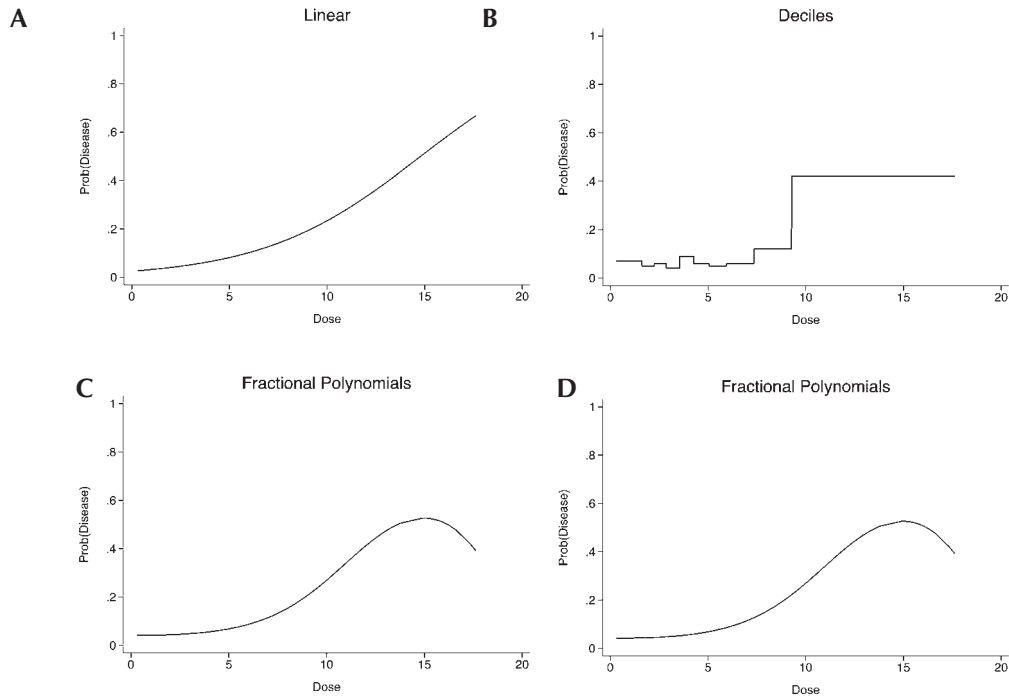 A
Linear
1
.8
.6
.4
.2
0
Prob(Disease)
0 5 10 15 20
Dose
B
Deciles
1
.8
.6
.4
.2
0
Prob(Disease)
0 5 10 15 20
Dose
C
Fractional Polynomials
1
.8
.6
.4
.2
0
Prob(Disease)
0 5 10 15 20
Dose
D
Fractional Polynomials
1
.8
.6
.4
.2
0
Prob(Disease)
0 5 10 15 20
Dose